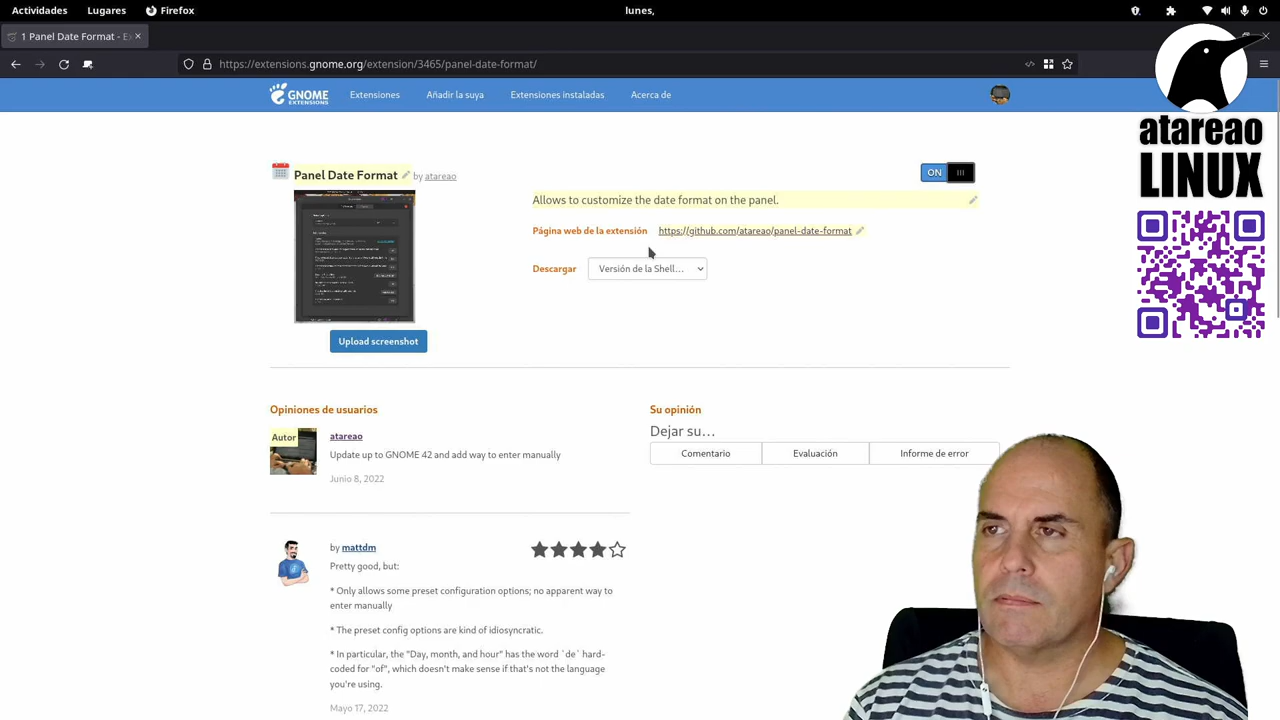 Actividades
Lugares
Firefox
lunes,
1 Panel Date Format - E
https://extensions.gnome.org/extension/3465/panel-date-format/
GNOME
EXTENSIONS
Extensiones
Añadir la suya
Extensiones instaladas
Acerca de
atareao
LINUX
Panel Date Format
by atareao
ON
Allows to customize the date format on the panel.
Página web de la extensión
https://github.com/atareao/panel-date-format
Descargar
Versión de la Shell...
Upload screenshot
Opiniones de usuarios
Autor
atareao
Update up to GNOME 42 and add way to enter manually
Junio 8, 2022
Su opinión
Dejar su…
Comentario
Evaluación
Informe de error
by mattdm
Pretty good, but:
* Only allows some preset configuration options; no apparent way to
enter manually
* The preset config options are kind of idiosyncratic.
* In particular, the "Day, month, and hour" has the word `de` hard-
coded for "of", which doesn't make sense if that's not the language
you're using.
Mayo 17, 2022